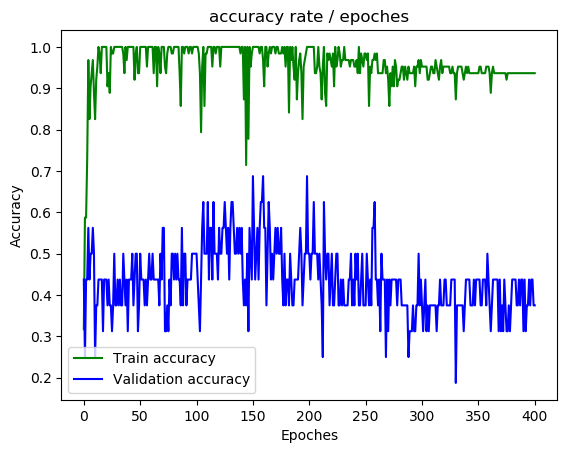 accuracy rate / epoches
Accuracy
1.0
0.9
0.8
0.7
0.6
0.5
0.4
0.3
0.2
Train accuracy
Validation accuracy
0 50 100 150 200 250 300 350 400
Epoches